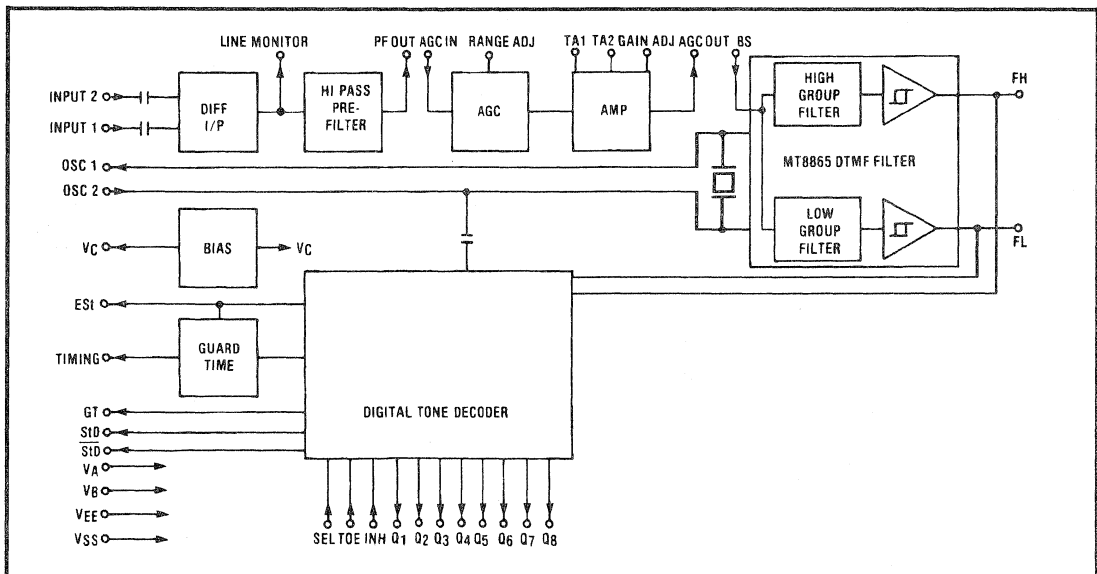 LINE MONITOR
PF OUT AGC IN RANGE ADJ
TA1 TA2 GAIN ADJ AGC OUT BS
INPUT 2
INPUT 1
DIFF
I/P
HI PASS
PRE-
FILTER
AGC
AMP
HIGH
GROUP
FILTER
FH
MT8865 DTMF FILTER
LOW
GROUP
FILTER
FL
OSC 1
OSC 2
VC
BIAS
VC
ESt
GUARD
TIME
TIMING
DIGITAL TONE DECODER
GT
StD
StD
VA
VB
VEE
VSS
SEL TOE INH Q1 Q2 Q3 Q4 Q5 Q6 Q7 Q8